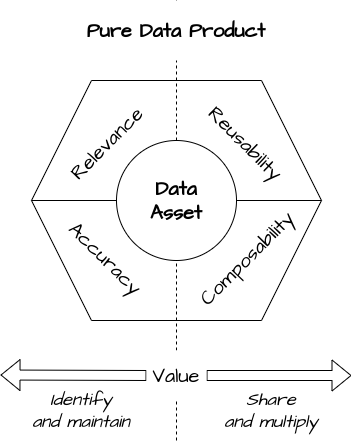 Pure Data Product
Relevance
Reusability
Data
Asset
Accuracy
Composability
Value
Identify
and maintain
Share
and multiply